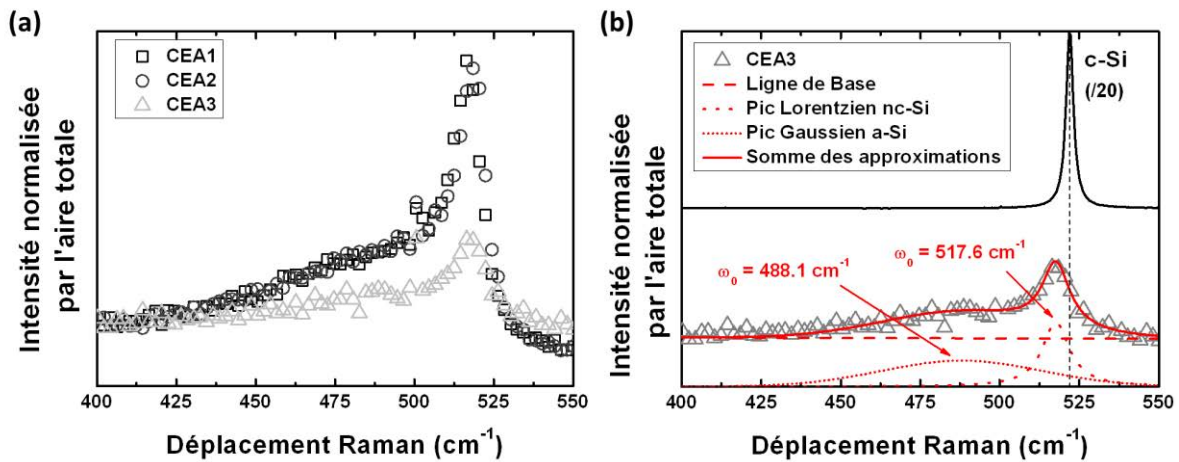 (a)
Intensité normalisée
par l'aire totale
CEA1
CEA2
CEA3
400 425 450 475 500 525 550
Déplacement Raman (cm-1)
(b)
Intensité normalisée
par l'aire totale
CEA3
Ligne de Base
Pic Lorentzien nc-Si
Pic Gaussien a-Si
Somme des approximations
c-Si
(/20)
ω0 = 517.6 cm-1
ω0 = 488.1 cm-1
400 425 450 475 500 525 550
Déplacement Raman (cm-1)